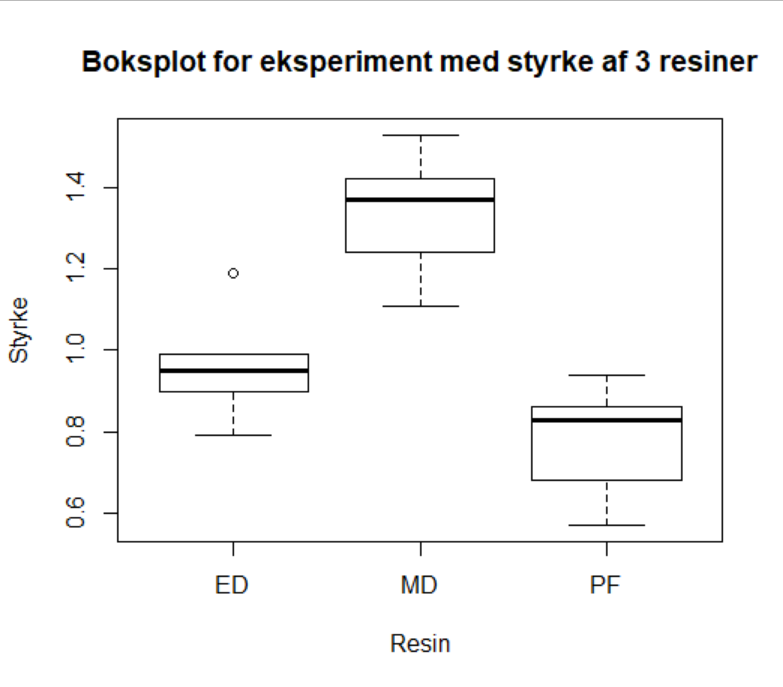 Boksplot for eksperiment med styrke af 3 resiner
Styrke
1.4
1.2
1.0
0.8
0.6
ED MD PF
Resin